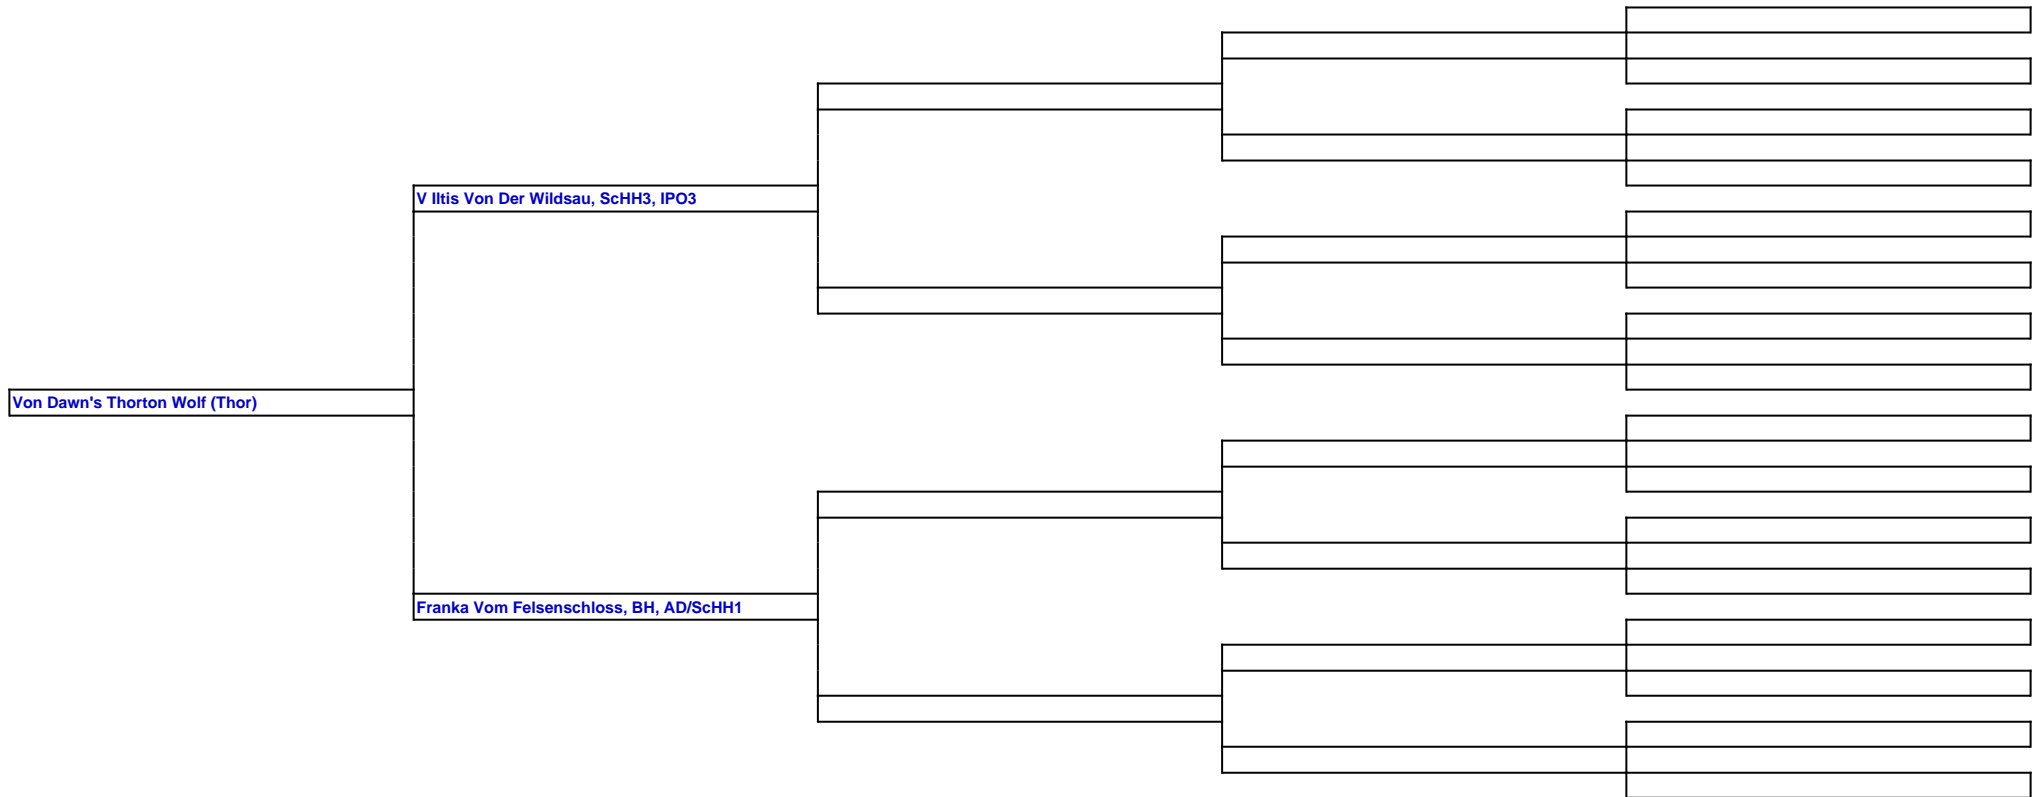 V Iltis Von Der Wildsau, ScHH3, IPO3
Von Dawn's Thorton Wolf (Thor)
Franka Vom Felsenschloss, BH, AD/ScHH1